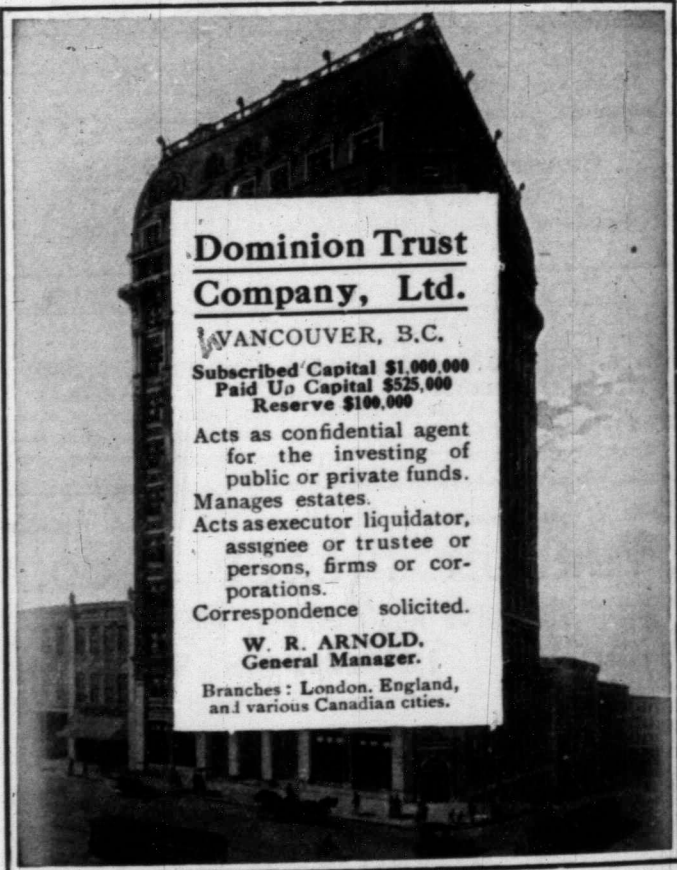 Dominion Trust
Company, Ltd.
VANCOUVER, B.C.
Subscribed Capital $1,000,000
Paid Up Capital $525,000
Reserve $100,000
Acts as confidential agent
for the investing of
public or private funds.
Manages estates.
Acts as executor liquidator,
assignee or trustee or
persons, firms or cor-
porations.
Correspondence solicited.
W. R. ARNOLD,
General Manager.
Branches: London. England,
and various Canadian cities.